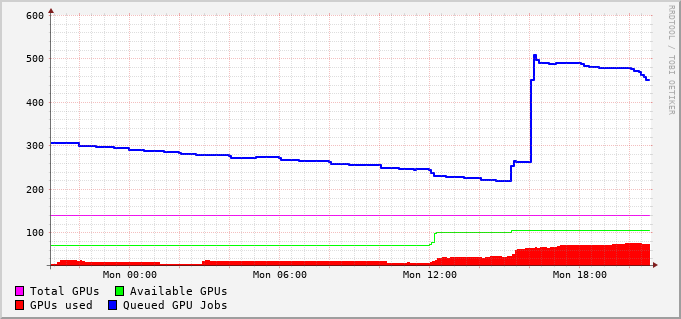 600
500
400
300
200
100
Mon 00:00 Mon 06:00 Mon 12:00 Mon 18:00
Total GPUs Available GPUs
GPUs used Queued GPU Jobs
RRDTOOL / TOBI OETIKER